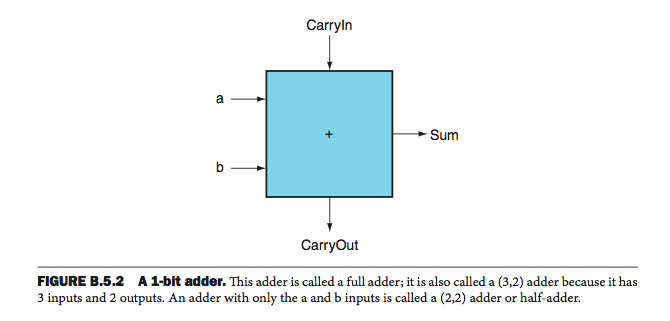 CarryIn
a
+
Sum
b
CarryOut
FIGURE B.5.2 A 1-bit adder. This adder is called a full adder; it is also called a (3,2) adder because it has
3 inputs and 2 outputs. An adder with only the a and b inputs is called a (2,2) adder or half-adder.